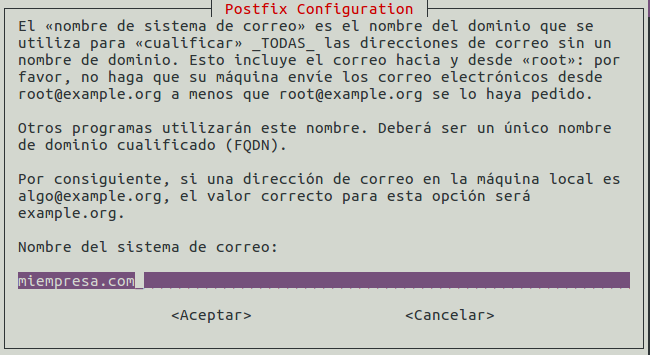 Postfix Configuration
El «nombre de sistema de correo» es el nombre del dominio que se
utiliza para «cualificar» _TODAS_ las direcciones de correo sin un
nombre de dominio. Esto incluye el correo hacia y desde «root»: por
favor, no haga que su máquina envíe los correo electrónicos desde
root@example.org a menos que root@example.org se lo haya pedido.

Otros programas utilizarán este nombre. Deberá ser un único nombre
de dominio cualificado (FQDN).

Por consiguiente, si una dirección de correo en la máquina local es
algo@example.org, el valor correcto para esta opción será
example.org.

Nombre del sistema de correo:

miempresa.com_

<Aceptar> <Cancelar>